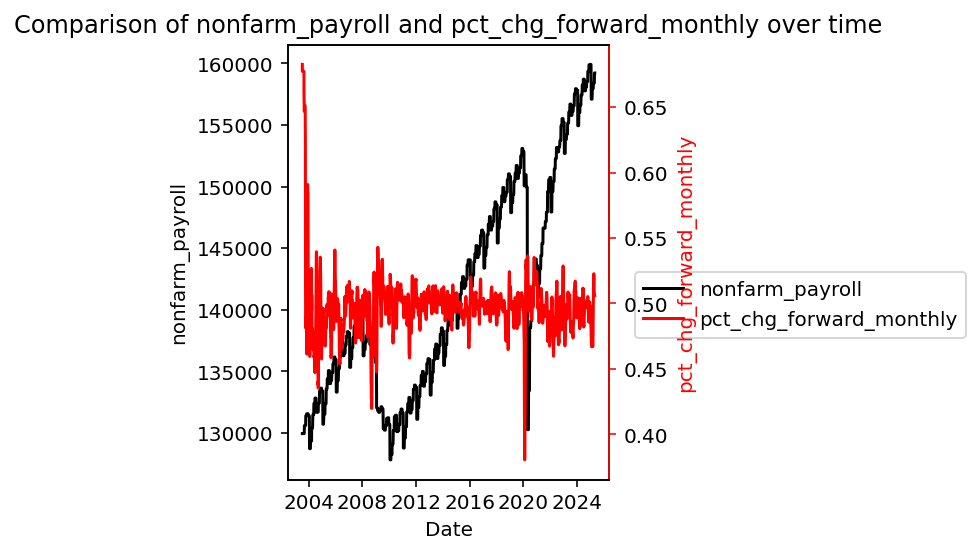 Comparison of nonfarm_payroll and pct_chg_forward_monthly over time
160000
155000
150000
145000
140000
135000
130000
nonfarm_payroll
0.65
0.60
0.55
0.50
0.45
0.40
pct_chg_forward_monthly
nonfarm_payroll
pct_chg_forward_monthly
2004 2008 2012 2016 2020 2024
Date